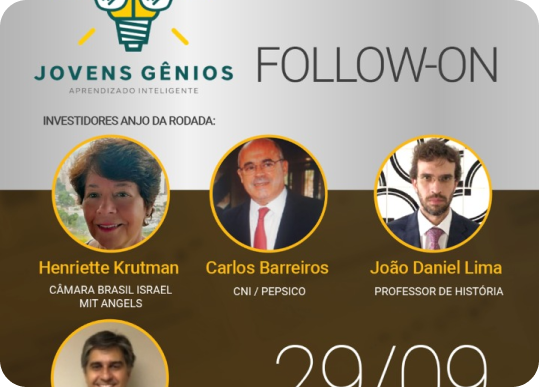 JOVENS GÊNIOS
APRENDIZADO INTELIGENTE
FOLLOW-ON
INVESTIDORES ANJO DA RODADA:
Henriette Krutman
CÂMARA BRASIL ISRAEL
MIT ANGELS
Carlos Barreiros
CNI / PEPSICO
João Daniel Lima
PROFESSOR DE HISTÓRIA
29/09